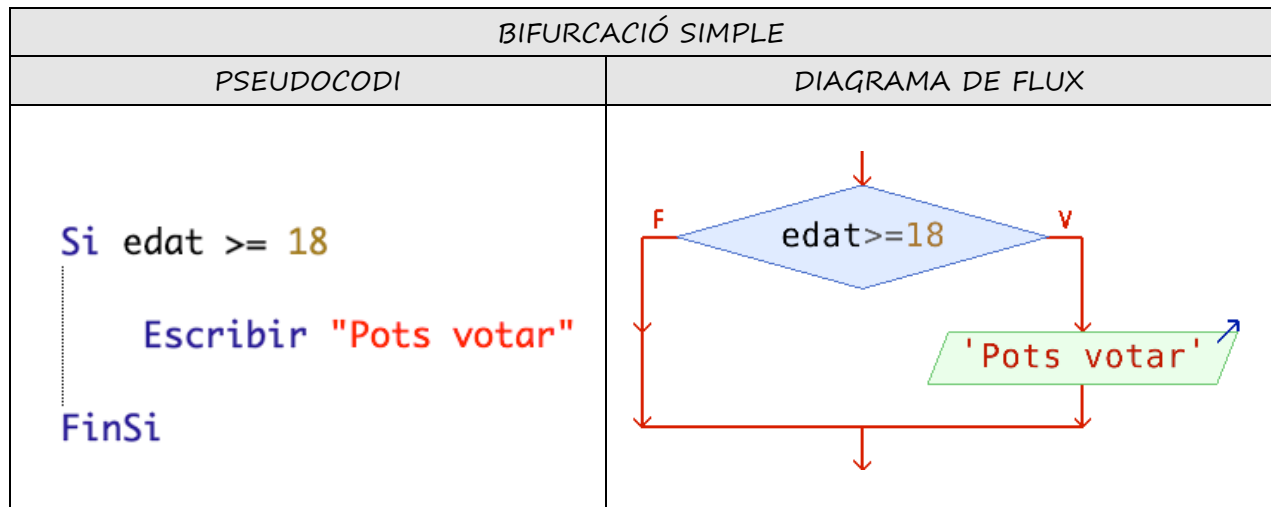 BIFURCACIÓ SIMPLE
PSEUDOCODI
DIAGRAMA DE FLUX
Si edat >= 18
Escribir "Pots votar"
FinSi
F
edat>=18
V
'Pots votar'